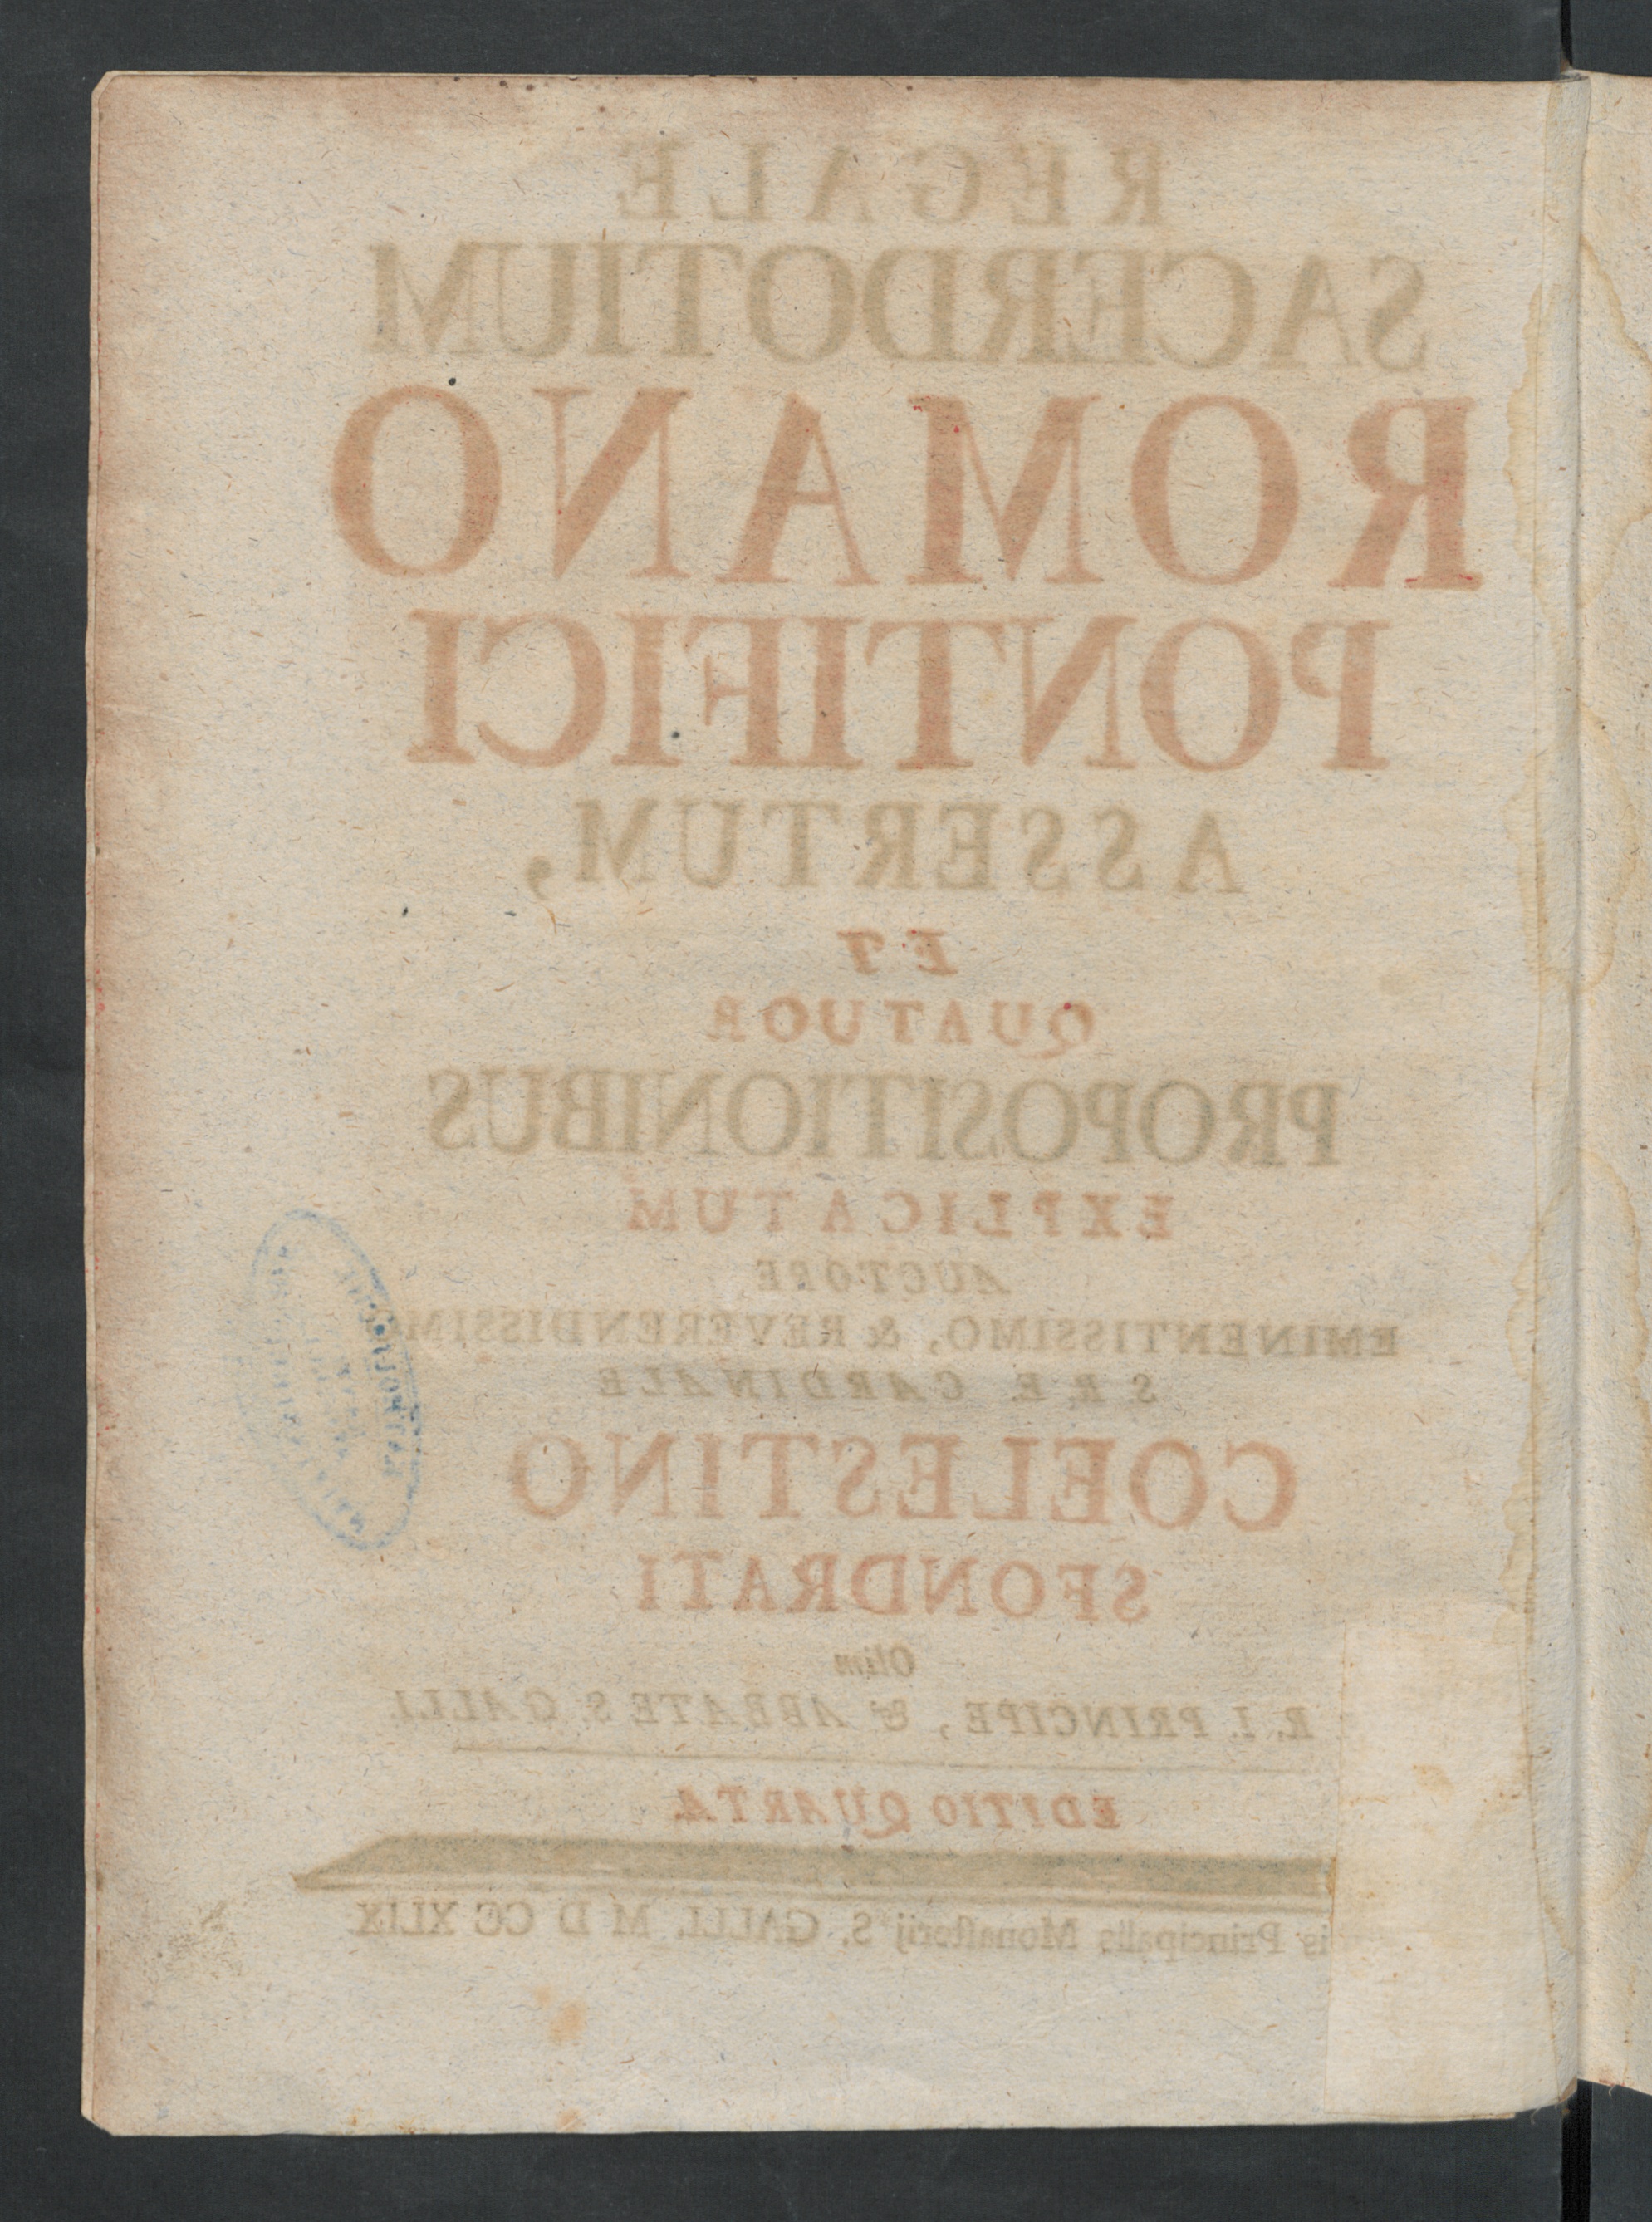 REGALE
SACERDOTIUM
ROMANO
PONTIFICI
ASSERTUM,
ET
QUATUOR
PROPOSITIONIBUS
EXPLICATUM
AUCTORE
EMINENTISSIMO, & REVERENDISSIMO
S. R. E. CARDINALE
COELESTINO
SFONDRATI
Olim
R. I. PRINCIPE, & ABBATE S. GALLI
EDITIO QUARTA
Principalis Monasterij S. GALLI. M D CC XLIX